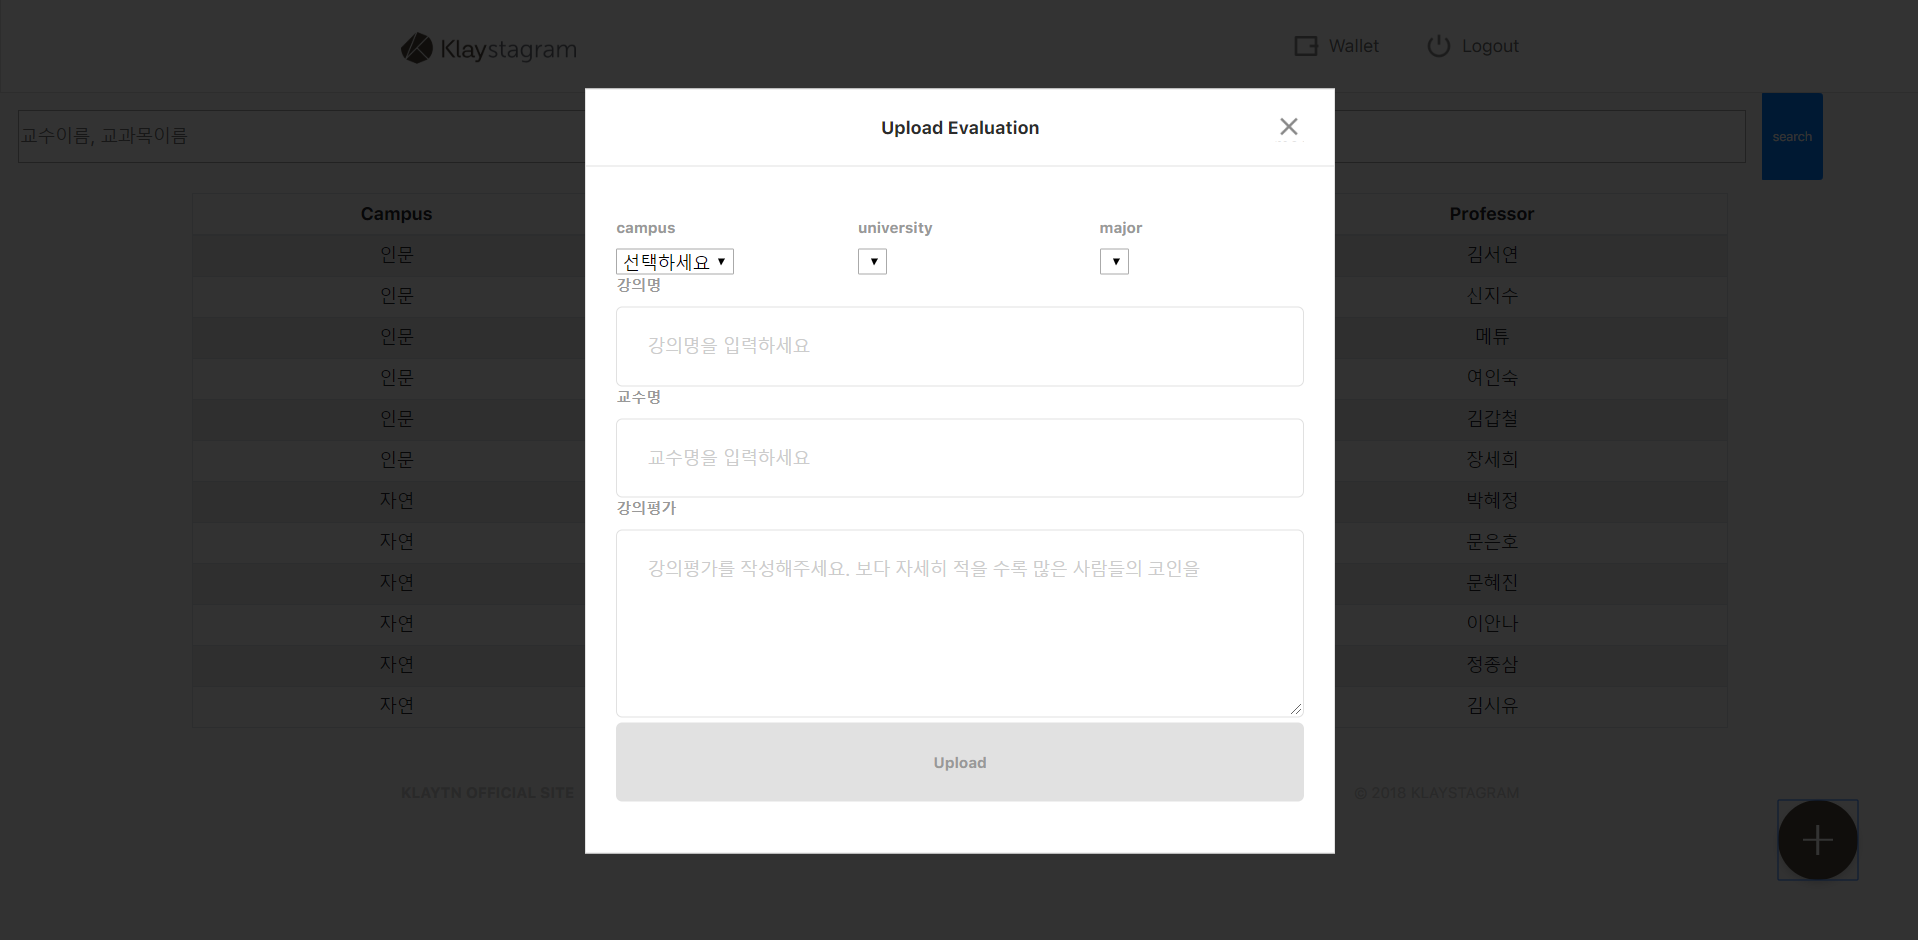 Klaystagram
Wallet
Logout
교수이름, 교과목이름
search
Upload Evaluation
campus
university
major
선택하세요
강의명
강의명을 입력하세요
교수명
교수명을 입력하세요
강의평가
강의평가를 작성해주세요. 보다 자세히 적을 수록 많은 사람들의 코인을
Upload
Campus
Professor
인문
김서연
인문
신지수
인문
메튜
인문
여인숙
인문
김갑철
인문
장세희
자연
박혜정
자연
문은호
자연
문혜진
자연
이안나
자연
정종삼
자연
김시유
KLAYTN OFFICIAL SITE
© 2018 KLAYSTAGRAM